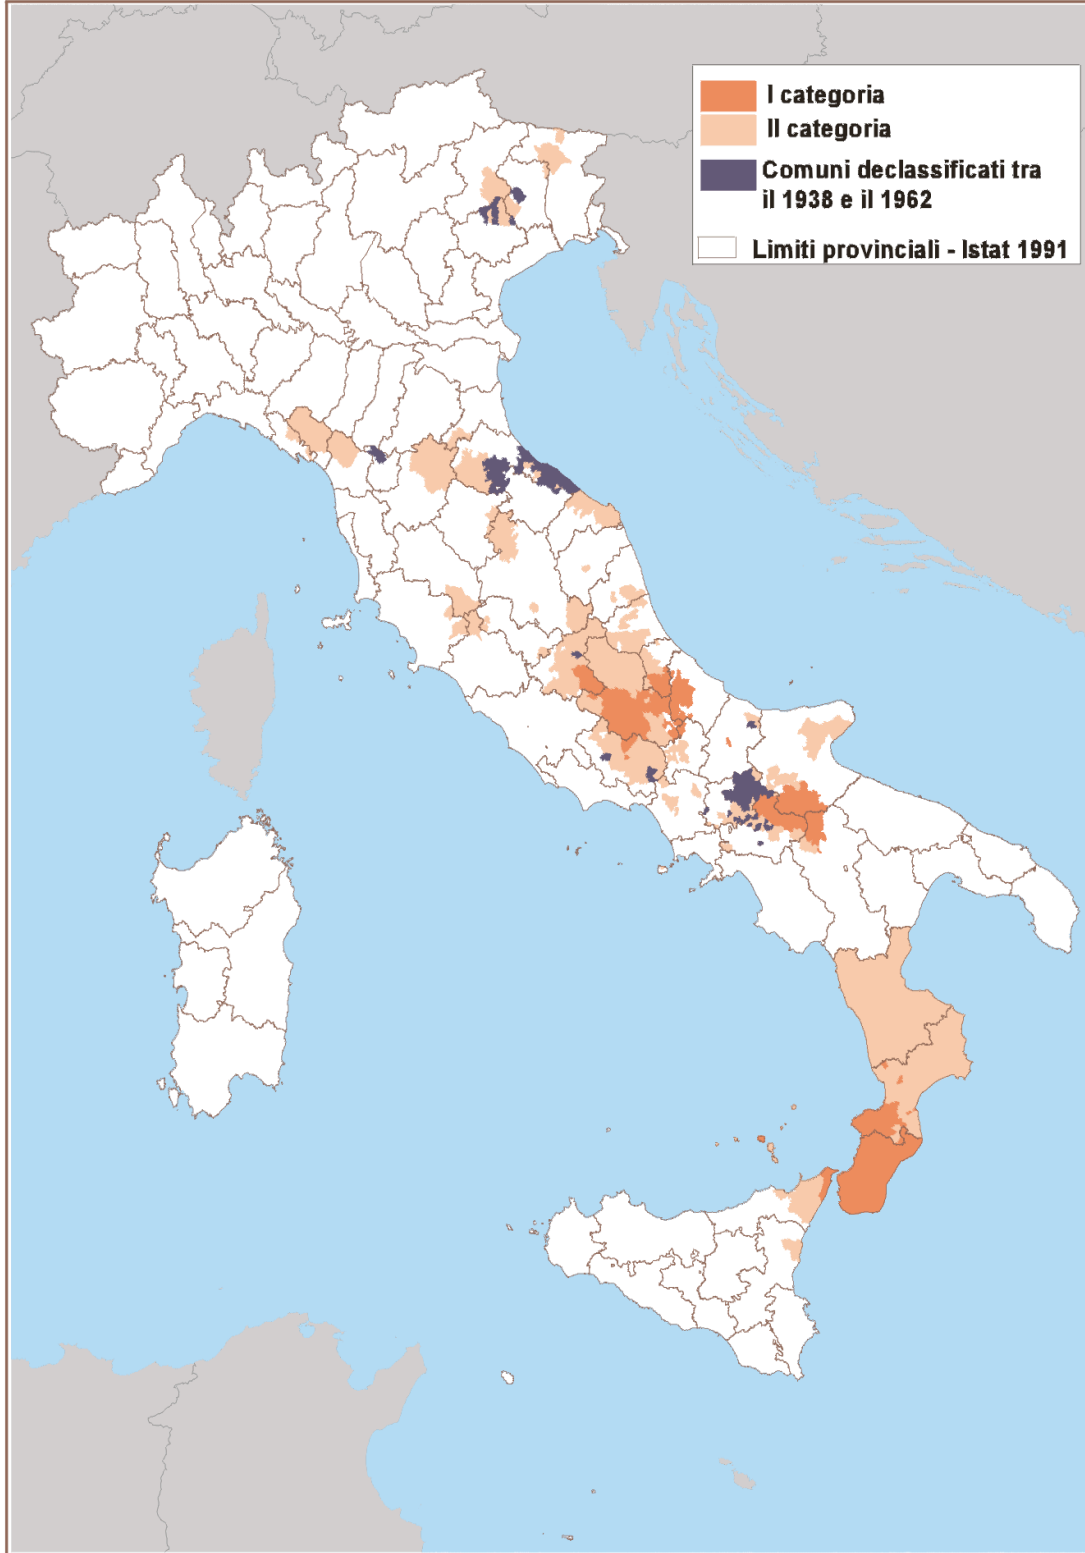 I categoria
II categoria
Comuni declassificati tra
il 1938 e il 1962
Limiti provinciali - Istat 1991